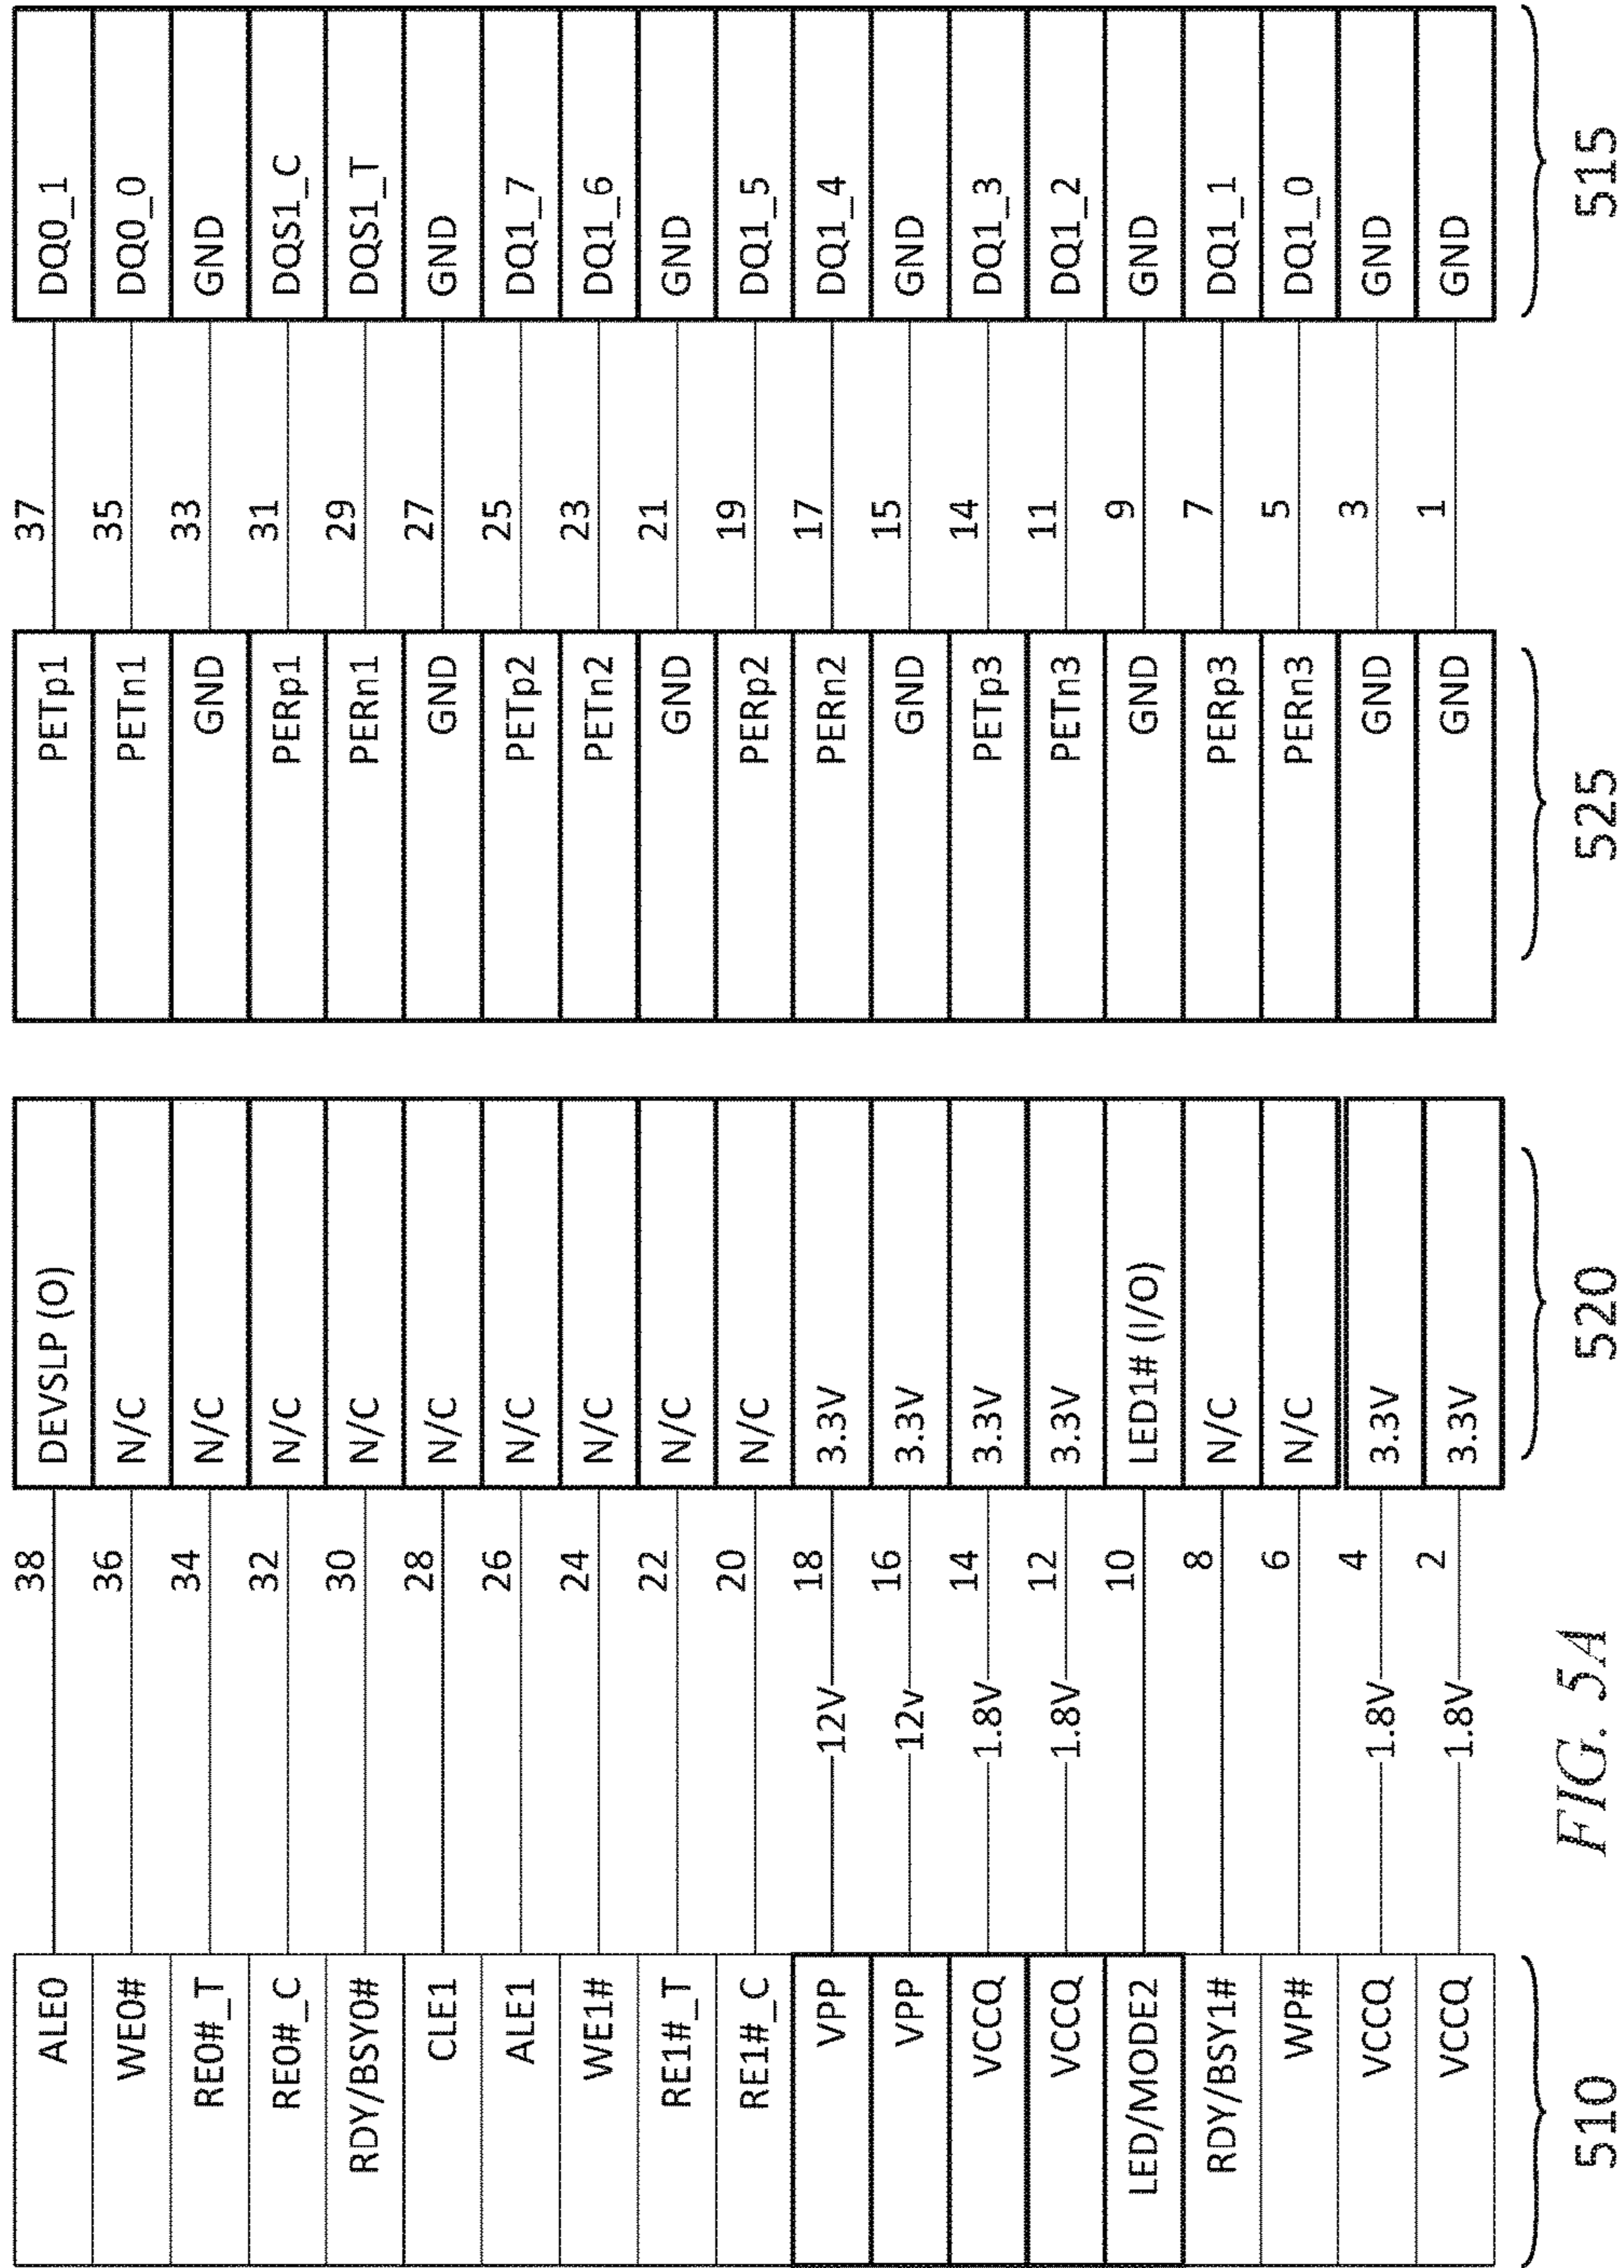 ALE0 38 DEVSLP (O) PETp1 37 DQ0_1
WE0# 36 N/C PETn1 35 DQ0_0
RE0#_T 34 N/C GND 33 GND
RE0#_C 32 N/C PERp1 31 DQS1_C
RDY/BSY0# 30 N/C PERn1 29 DQS1_T
CLE1 28 N/C GND 27 GND
ALE1 26 N/C PETp2 25 DQ1_7
WE1# 24 N/C PETn2 23 DQ1_6
RE1#_T 22 N/C GND 21 GND
RE1#_C 20 N/C PERp2 19 DQ1_5
VPP 12V 18 3.3V PERn2 17 DQ1_4
VPP 12v 16 3.3V GND 15 GND
VCCQ 1.8V 14 3.3V PETp3 14 DQ1_3
VCCQ 1.8V 12 3.3V PETn3 11 DQ1_2
LED/MODE2 10 LED1# (I/O) GND 9 GND
RDY/BSY1# 8 N/C PERp3 7 DQ1_1
WP# 6 N/C PERn3 5 DQ1_0
VCCQ 1.8V 4 3.3V GND 3 GND
VCCQ 1.8V 2 3.3V GND 1 GND
510 520 525 515
FIG. 5A